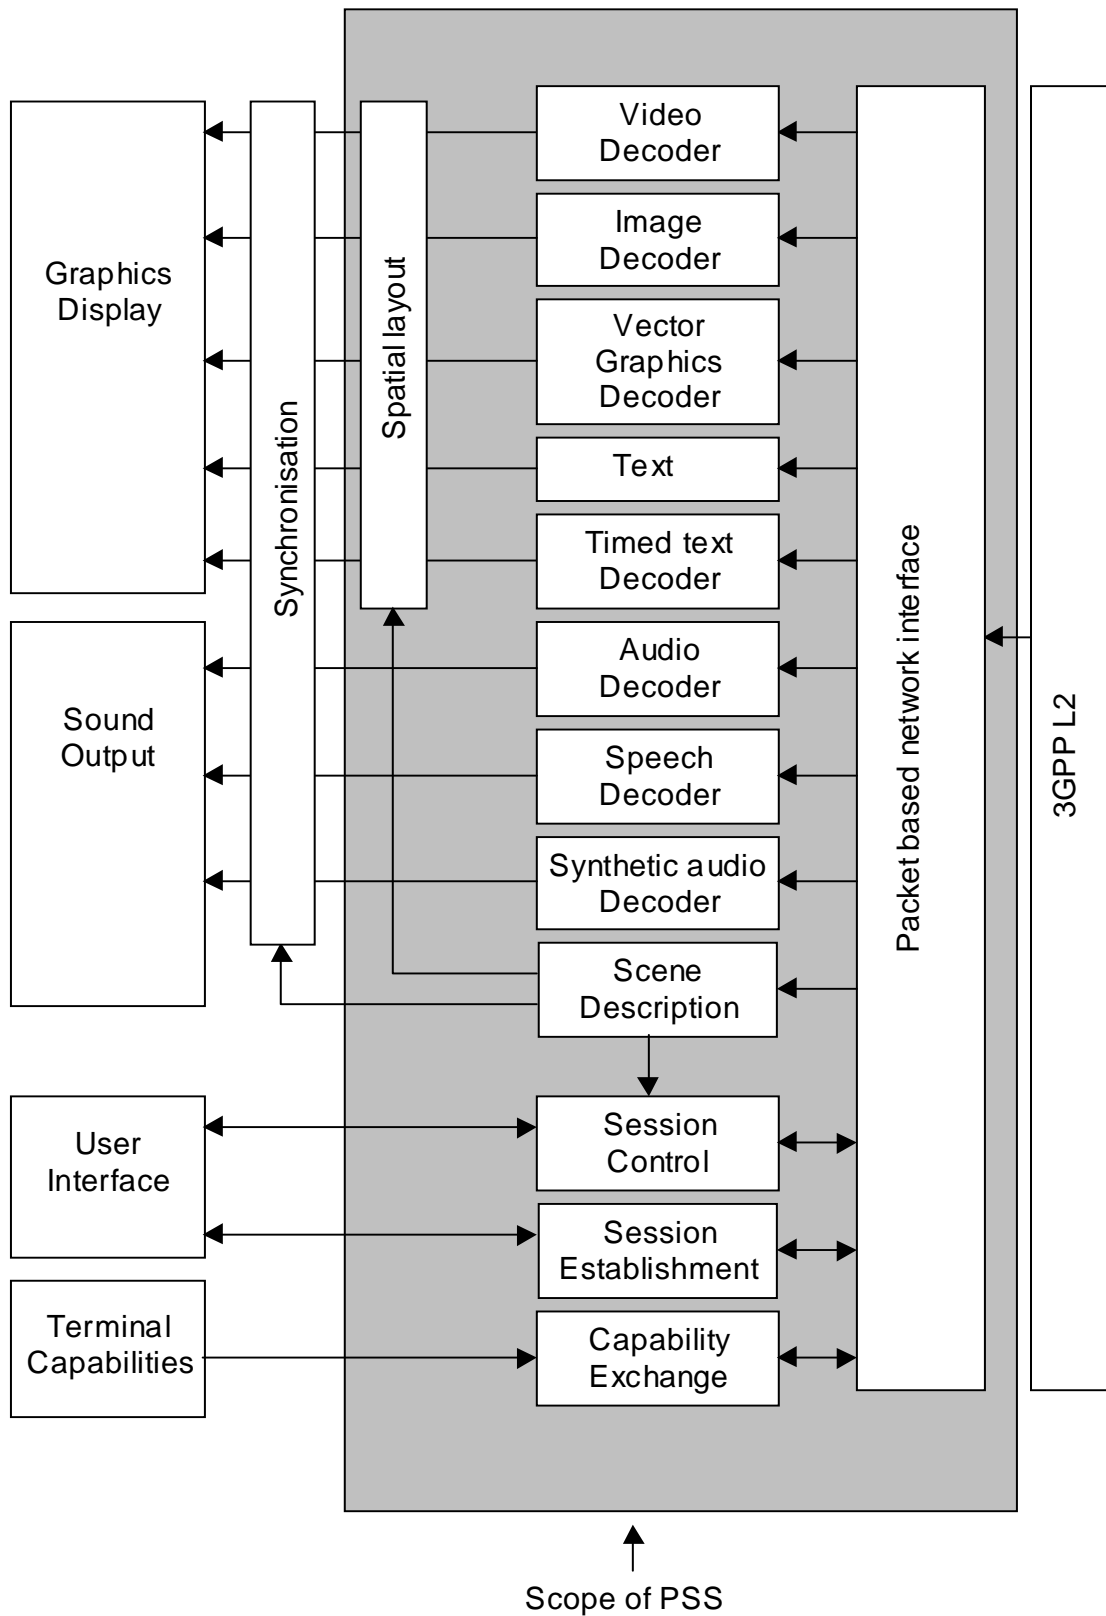 Graphics
Display
Sound
Output
User
Interface
Terminal
Capabilities
Synchronisation
Spatial layout
Video
Decoder
Image
Decoder
Vector
Graphics
Decoder
Text
Timed text
Decoder
Audio
Decoder
Speech
Decoder
Synthetic audio
Decoder
Scene
Description
Session
Control
Session
Establishment
Capability
Exchange
Packet based network interface
3GPP L2
Scope of PSS